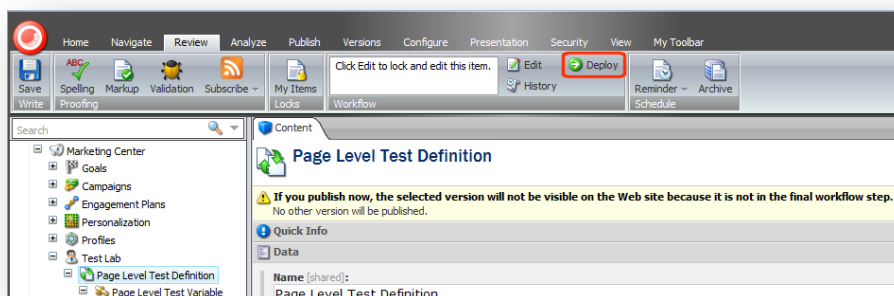 Home Navigate Review Analyze Publish Versions Configure Presentation Security View My Toolbar
ABC
Click Edit to lock and edit this item. Edit Deploy
History
Save Spelling Markup Validation Subscribe My Items Reminder Archive
Write Proofing Locks Workflow Schedule
Search
Marketing Center
Goals
Campaigns
Engagement Plans
Personalization
Profiles
Test Lab
Page Level Test Definition
Page Level Test Variable
Content
Page Level Test Definition
If you publish now, the selected version will not be visible on the Web site because it is not in the final workflow step.
No other version will be published.
Quick Info
Data
Name [shared]:
Page Level Test Definition